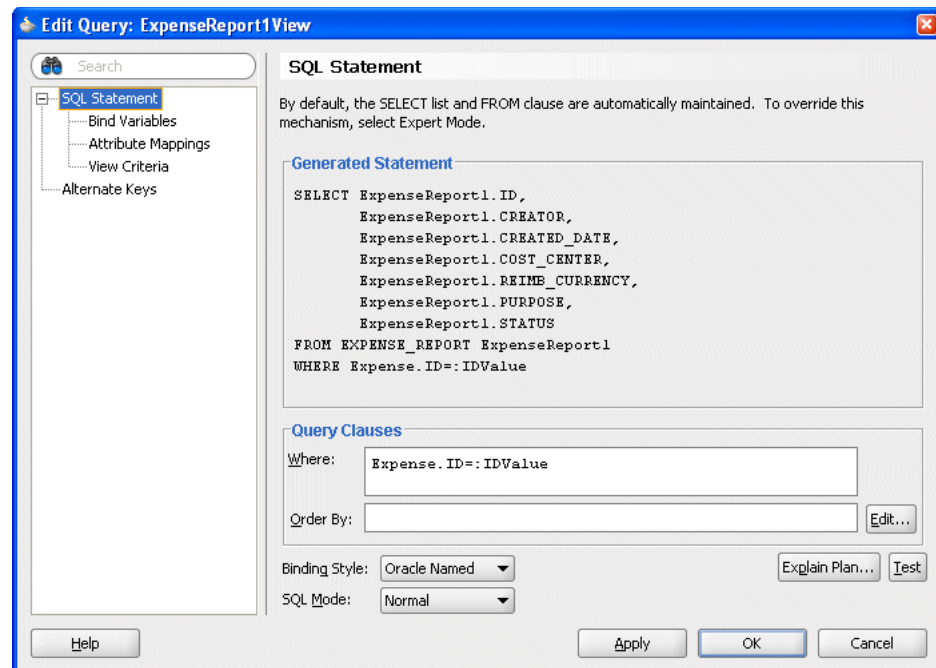 Edit Query: ExpenseReport1View
Search
SQL Statement
Bind Variables
Attribute Mappings
View Criteria
Alternate Keys
SQL Statement
By default, the SELECT list and FROM clause are automatically maintained. To override this
mechanism, select Expert Mode.
Generated Statement
SELECT ExpenseReport1.ID,
ExpenseReport1.CREATOR,
ExpenseReport1.CREATED_DATE,
ExpenseReport1.COST_CENTER,
ExpenseReport1.REIMB_CURRENCY,
ExpenseReport1.PURPOSE,
ExpenseReport1.STATUS
FROM EXPENSE_REPORT ExpenseReport1
WHERE Expense.ID=:IDValue
Query Clauses
Where: Expense.ID=:IDValue
Order By: Edit...
Binding Style: Oracle Named Explain Plan... Test
SQL Mode: Normal
Help Apply OK Cancel